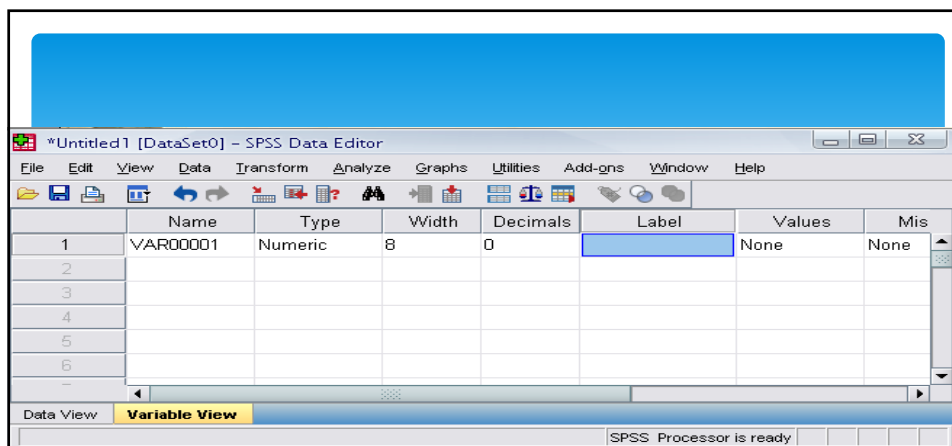 *Untitled1 [DataSet0] - SPSS Data Editor
File Edit View Data Transform Analyze Graphs Utilities Add-ons Window Help
Name Type Width Decimals Label Values Mis
1 VAR00001 Numeric 8 0 None None
2
3
4
5
6
Data View Variable View
SPSS Processor is ready